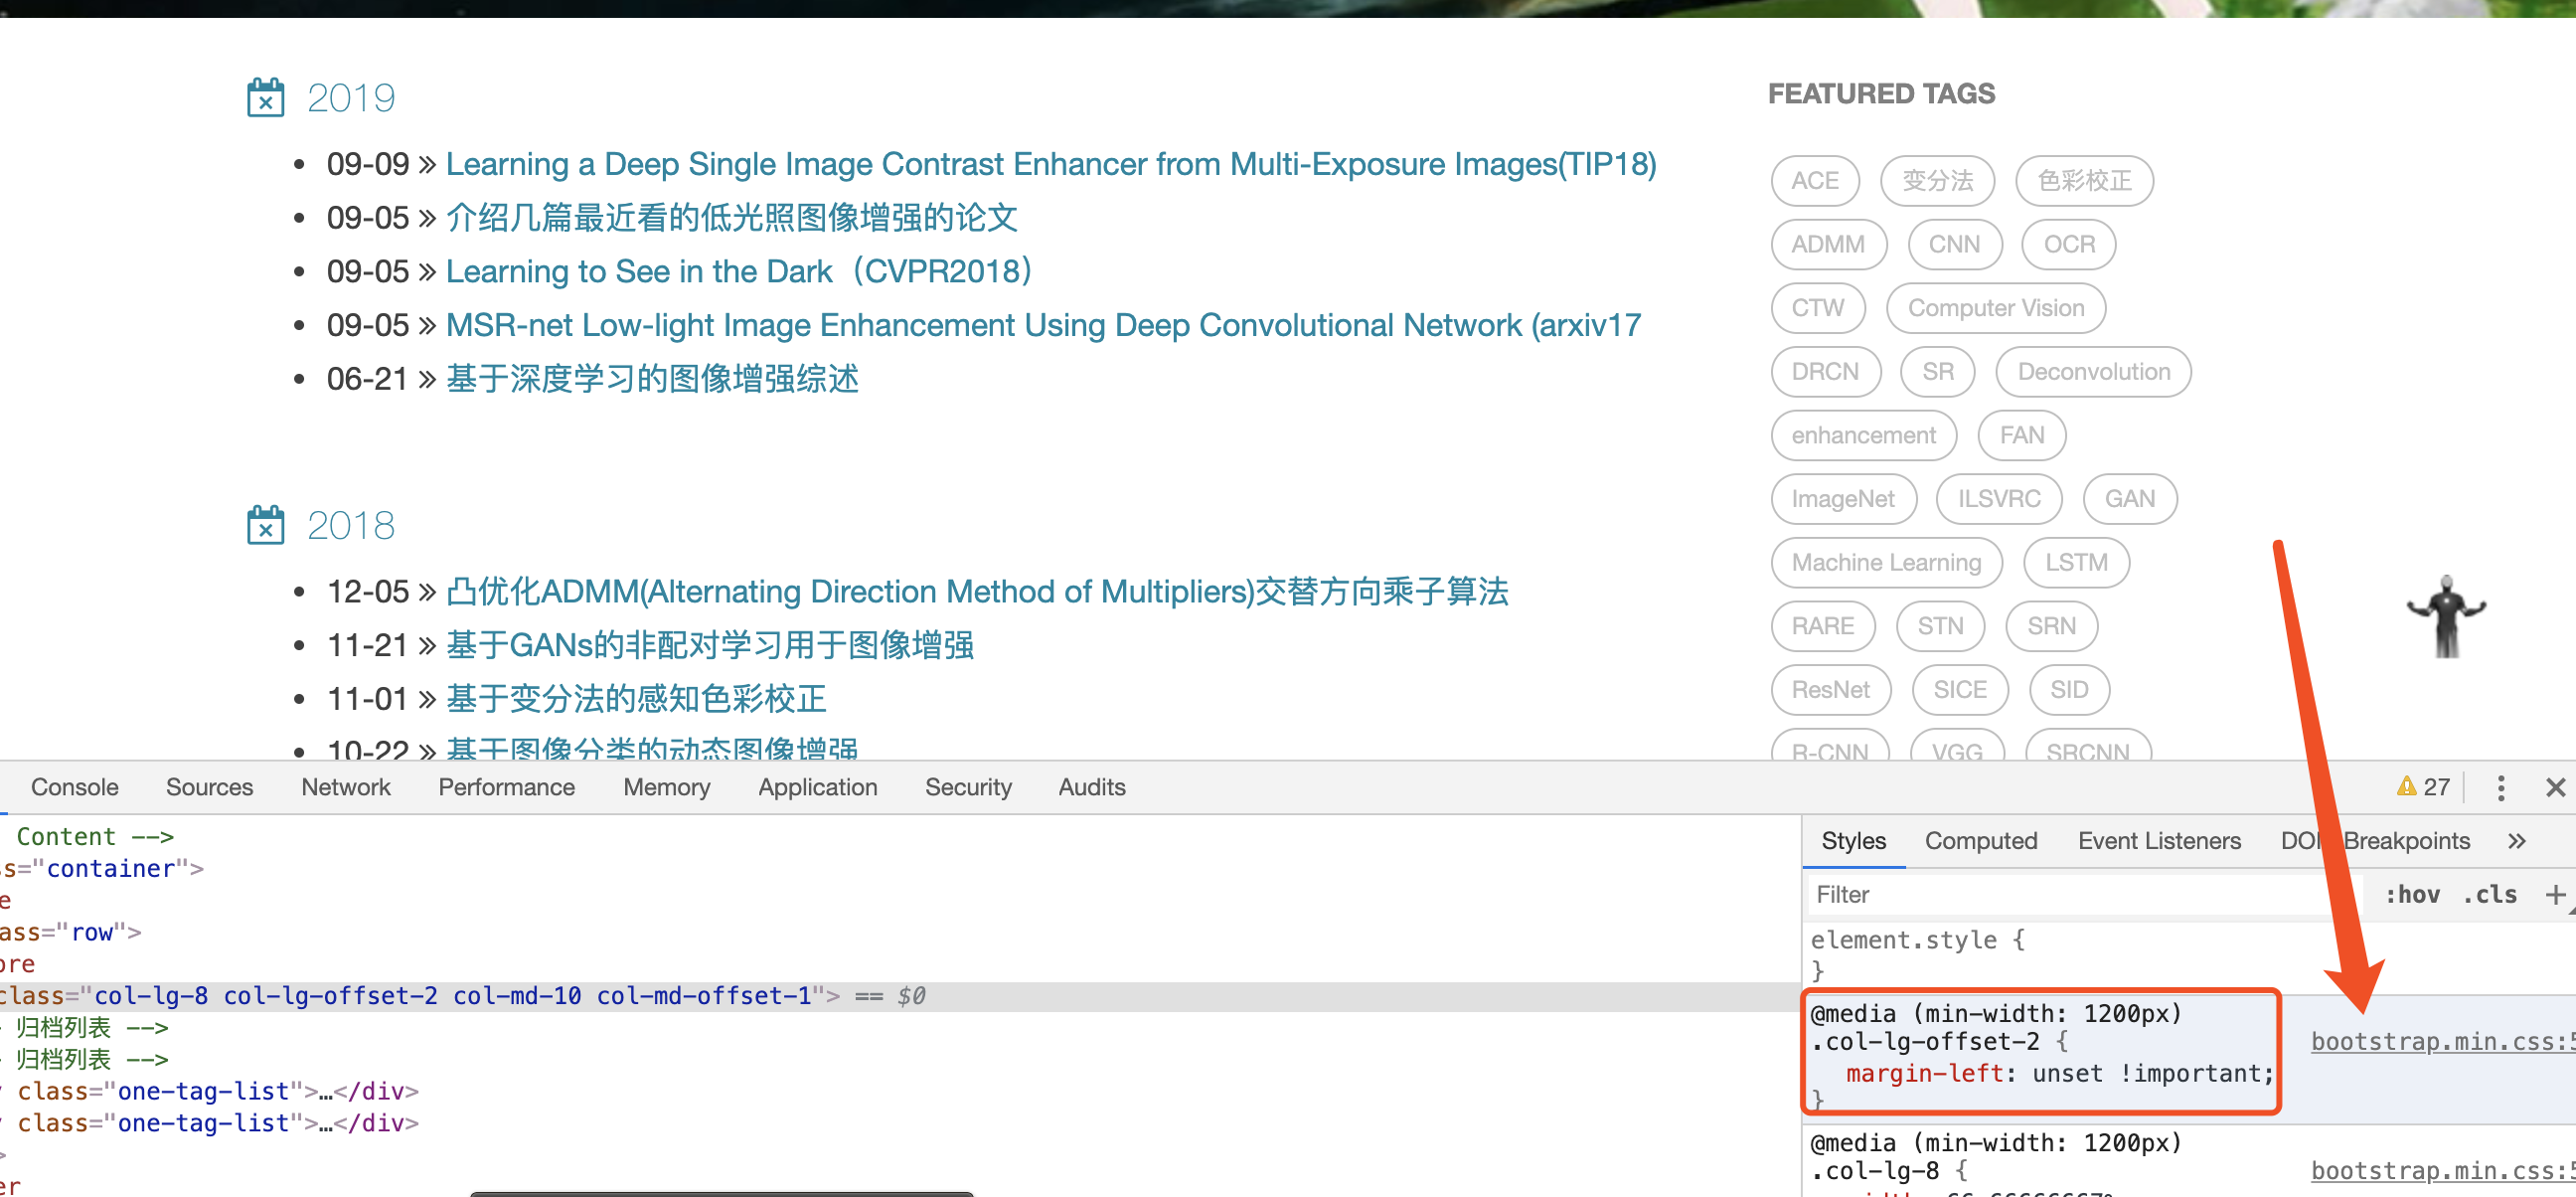 2019
09-09 » Learning a Deep Single Image Contrast Enhancer from Multi-Exposure Images(TIP18)
09-05 » 介绍几篇最近看的低光照图像增强的论文
09-05 » Learning to See in the Dark（CVPR2018）
09-05 » MSR-net Low-light Image Enhancement Using Deep Convolutional Network (arxiv17
06-21 » 基于深度学习的图像增强综述
2018
12-05 » 凸优化ADMM(Alternating Direction Method of Multipliers)交替方向乘子算法
11-21 » 基于GANs的非配对学习用于图像增强
11-01 » 基于变分法的感知色彩校正
10-22 » 基于图像分类的动态图像增强
FEATURED TAGS
ACE 变分法 色彩校正
ADMM CNN OCR
CTW Computer Vision
DRCN SR Deconvolution
enhancement FAN
ImageNet ILSVRC GAN
Machine Learning LSTM
RARE STN SRN
ResNet SICE SID
R-CNN VGG SRCNN
Console Sources Network Performance Memory Application Security Audits 27
Content -->
s="container">
e
ass="row">
ore
class="col-lg-8 col-lg-offset-2 col-md-10 col-md-offset-1"> == $0
归档列表 -->
归档列表 -->
class="one-tag-list">…</div>
class="one-tag-list">…</div>
>
er
Styles Computed Event Listeners DOM Breakpoints »
Filter :hov .cls +
element.style {
}
@media (min-width: 1200px)
.col-lg-offset-2 { bootstrap.min.css:5
margin-left: unset !important;
}
@media (min-width: 1200px)
.col-lg-8 { bootstrap.min.css:5